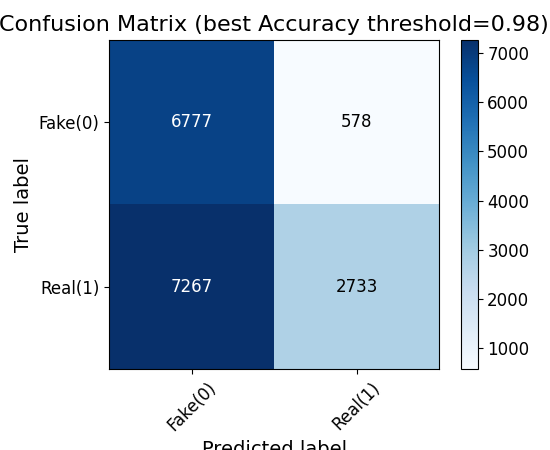 Confusion Matrix (best Accuracy threshold=0.98)
7000
6000
5000
4000
3000
2000
1000
True label
Fake(0)
6777
578
Real(1)
7267
2733
Fake(0)
Real(1)
Predicted label